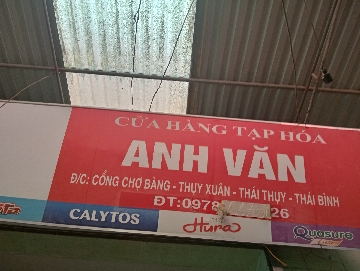 CỬA HÀNG TẠP HÓA
ANH VĂN
Đ/C: CỔNG CHỢ BÀNG - THỤY XUÂN - THÁI THỤY - THÁI BÌNH
CALYTOS
Hura
Quasure